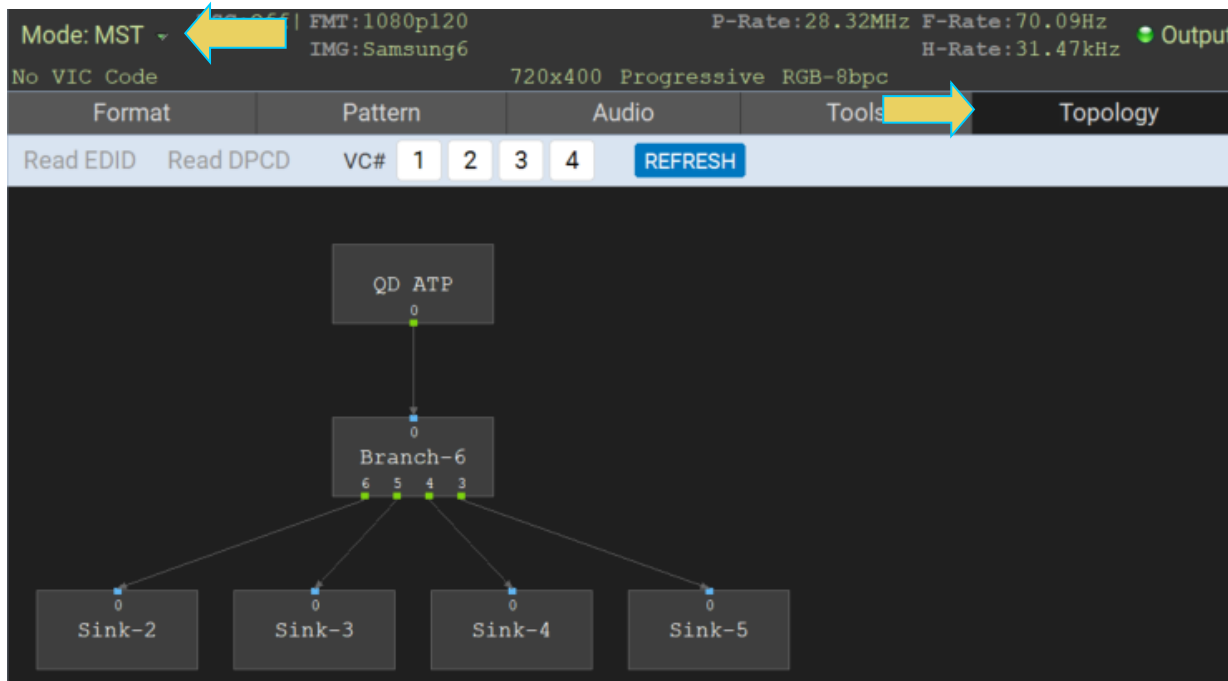 Mode: MST
FMT:1080p120 P-Rate:28.32MHz F-Rate:70.09Hz
Output
IMG:Samsung6 H-Rate:31.47kHz
No VIC Code 720x400 Progressive RGB-8bpc
Format Pattern Audio Tools Topology
Read EDID Read DPCD VC# 1 2 3 4 REFRESH
QD ATP
0
0
Branch-6
6 5 4 3
0 0 0 0
Sink-2 Sink-3 Sink-4 Sink-5